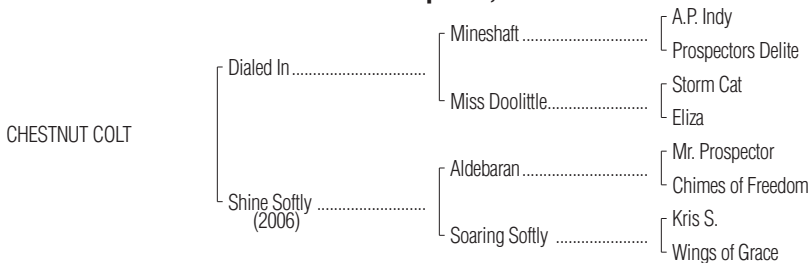 A.P. Indy
Mineshaft ........................
Prospectors Delite
Dialed In................................
Storm Cat
Miss Doolittle........................
Eliza
CHESTNUT COLT
Mr. Prospector
Aldebaran ..............................
Chimes of Freedom
Shine Softly ..........................
(2006)
Kris S.
Soaring Softly ......................
Wings of Grace